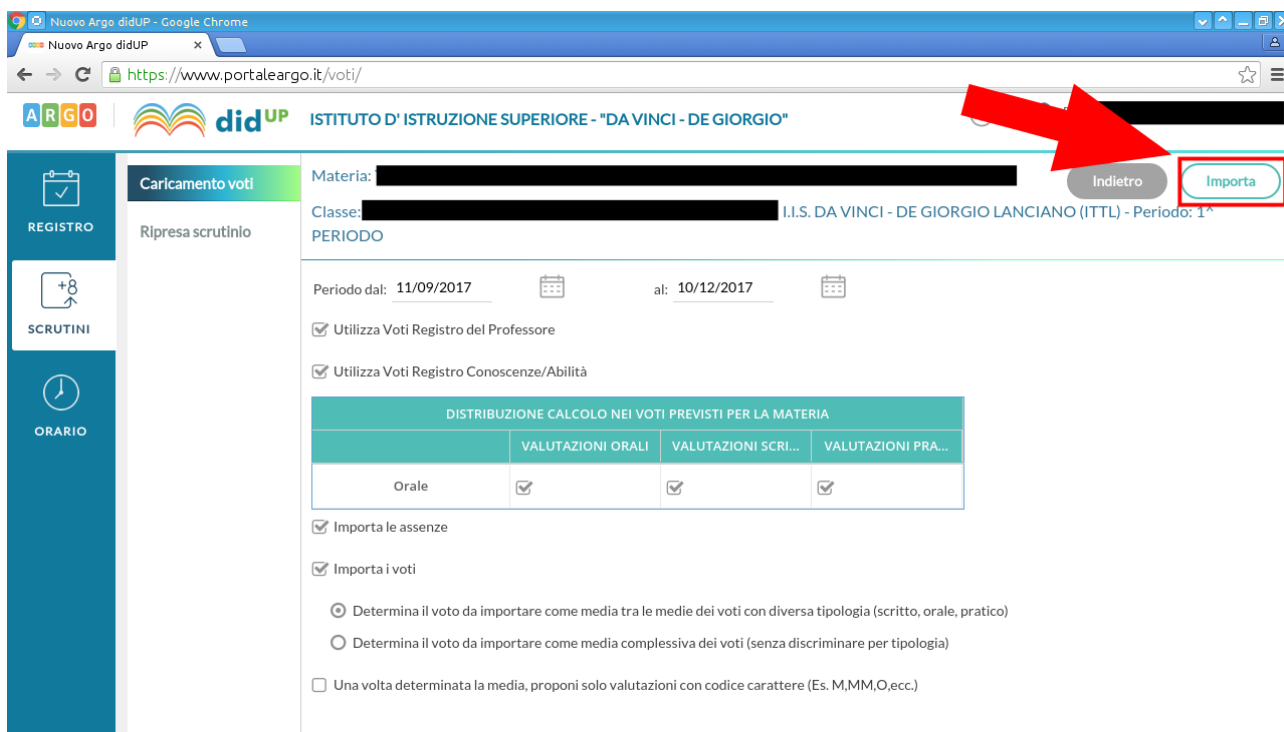 Nuovo Argo didUP - Google Chrome
Nuovo Argo didUP x
https://www.portaleargo.it/voti/
ARGO didUP ISTITUTO D' ISTRUZIONE SUPERIORE - "DA VINCI - DE GIORGIO"
REGISTRO
SCRUTINI
ORARIO
Caricamento voti
Ripresa scrutinio
Materia:
Indietro
Importa
Classe: I.I.S. DA VINCI - DE GIORGIO LANCIANO (ITTL) - Periodo: 1^
PERIODO
Periodo dal: 11/09/2017 al: 10/12/2017
Utilizza Voti Registro del Professore
Utilizza Voti Registro Conoscenze/Abilità
DISTRIBUZIONE CALCOLO NEI VOTI PREVISTI PER LA MATERIA
VALUTAZIONI ORALI VALUTAZIONI SCRI... VALUTAZIONI PRA...
Orale
Importa le assenze
Importa i voti
Determina il voto da importare come media tra le medie dei voti con diversa tipologia (scritto, orale, pratico)
Determina il voto da importare come media complessiva dei voti (senza discriminare per tipologia)
Una volta determinata la media, proponi solo valutazioni con codice carattere (Es. M,MM,O,ecc.)